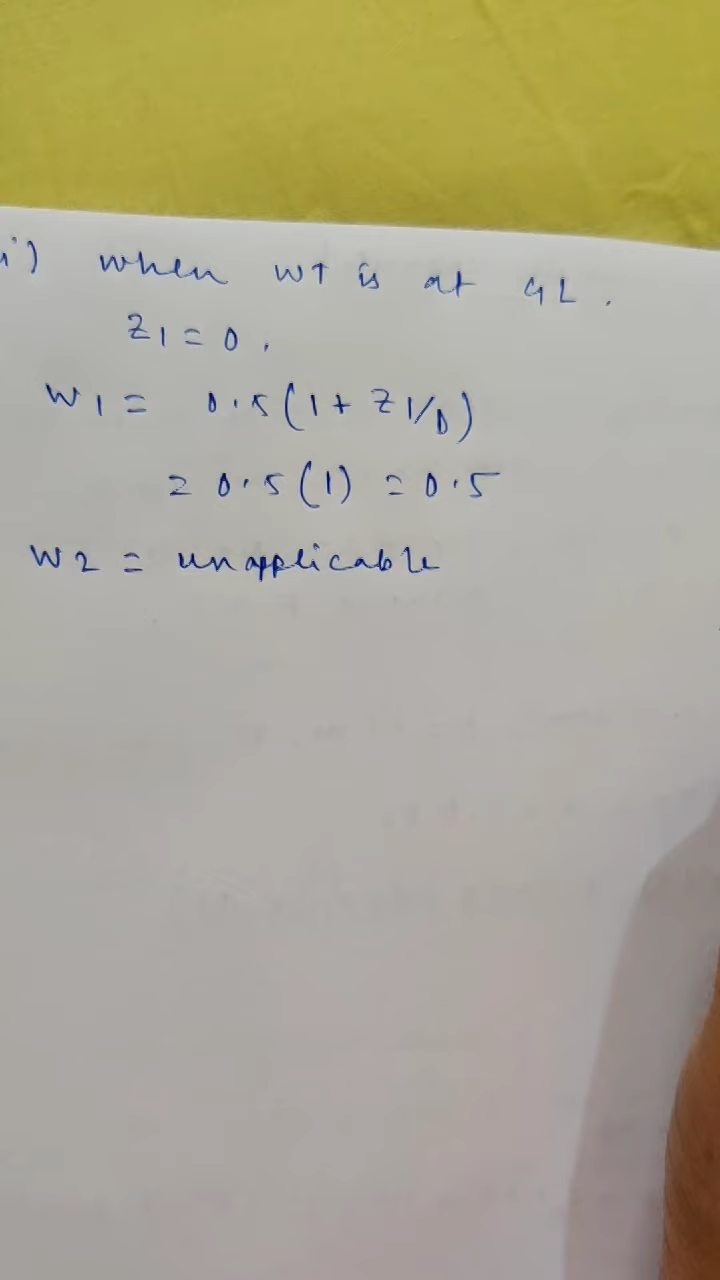 i) when WT is at GL.
Z1 = 0.
W1 = 0.5(1 + Z1/D)
= 0.5(1) = 0.5
W2 = unapplicable